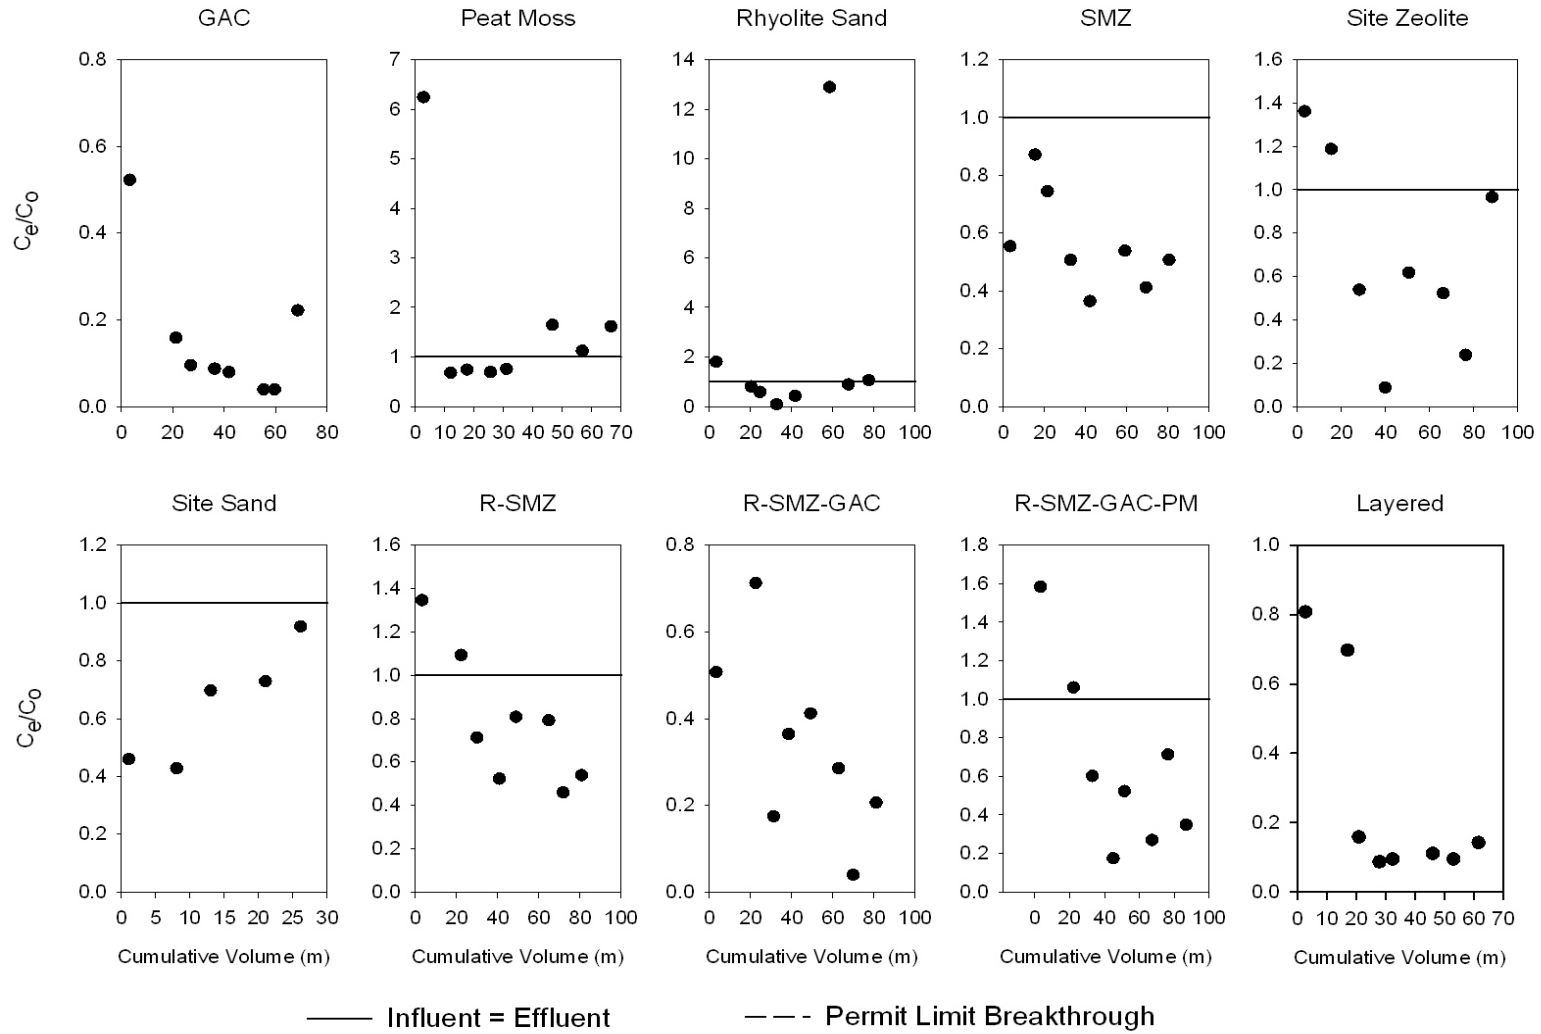 GAC Peat Moss Rhyolite Sand SMZ Site Zeolite
0.8 7 14 1.2 1.6
6 12 1.0 1.4
0.6 5 10 1.2
0.8 1.0
Ce/Co 0.4 4 8 0.6 0.8
3 6 0.6
0.4
0.2 2 4 0.4
1 2 0.2 0.2
0.0 0 0 0.0 0.0
0 20 40 60 80 0 10 20 30 40 50 60 70 0 20 40 60 80 100 0 20 40 60 80 100 0 20 40 60 80 100
Site Sand R-SMZ R-SMZ-GAC R-SMZ-GAC-PM Layered
1.2 1.6 0.8 1.8 1.0
1.0 1.4 1.6
1.2 0.6 1.4 0.8
0.8 1.0 1.2
Ce/Co 0.6 0.8 0.4 1.0 0.6
0.8
0.4 0.6 0.6 0.4
0.4 0.2 0.4 0.2
0.2 0.2 0.2
0.0 0.0 0.0 0.0 0.0
0 5 10 15 20 25 30 0 20 40 60 80 100 0 20 40 60 80 100 0 20 40 60 80 100 0 10 20 30 40 50 60 70
Cumulative Volume (m) Cumulative Volume (m) Cumulative Volume (m) Cumulative Volume (m) Cumulative Volume (m)
Influent = Effluent Permit Limit Breakthrough